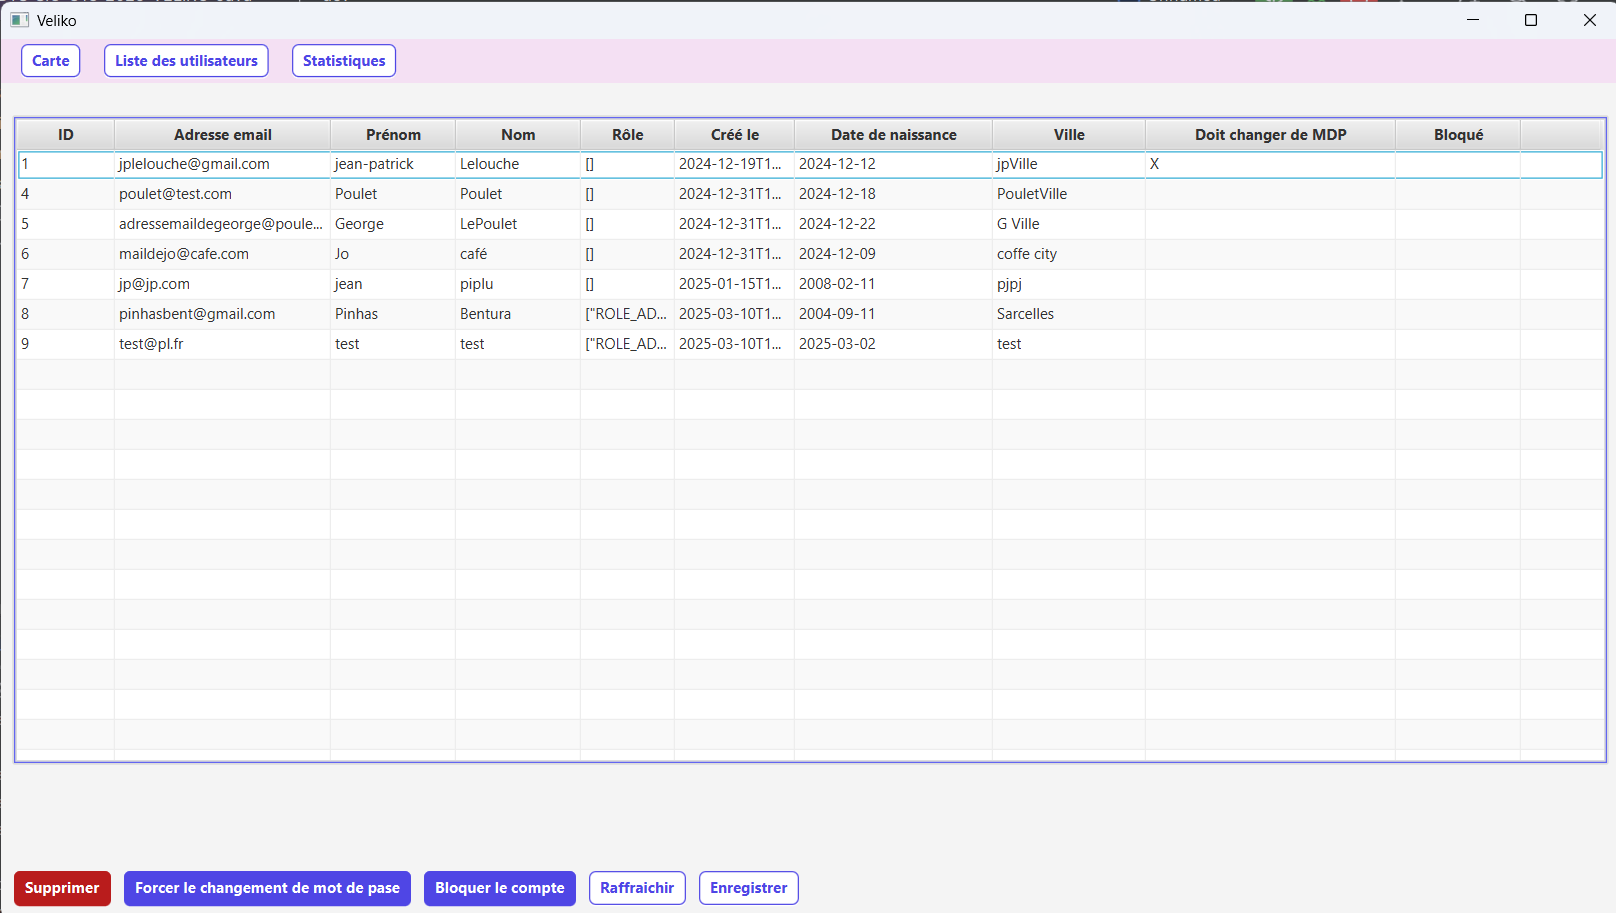 Veliko
Carte Liste des utilisateurs Statistiques
ID Adresse email Prénom Nom Rôle Créé le Date de naissance Ville Doit changer de MDP Bloqué
1 jplelouche@gmail.com jean-patrick Lelouche [] 2024-12-19T1... 2024-12-12 jpVille X
4 poulet@test.com Poulet Poulet [] 2024-12-31T1... 2024-12-18 PouletVille
5 adressemaildegeorge@poule... George LePoulet [] 2024-12-31T1... 2024-12-22 G Ville
6 maildejo@cafe.com Jo café [] 2024-12-31T1... 2024-12-09 coffe city
7 jp@jp.com jean piplu [] 2025-01-15T1... 2008-02-11 pjpj
8 pinhasbent@gmail.com Pinhas Bentura ["ROLE_AD... 2025-03-10T1... 2004-09-11 Sarcelles
9 test@pl.fr test test ["ROLE_AD... 2025-03-10T1... 2025-03-02 test
Supprimer Forcer le changement de mot de pase Bloquer le compte Raffraichir Enregistrer